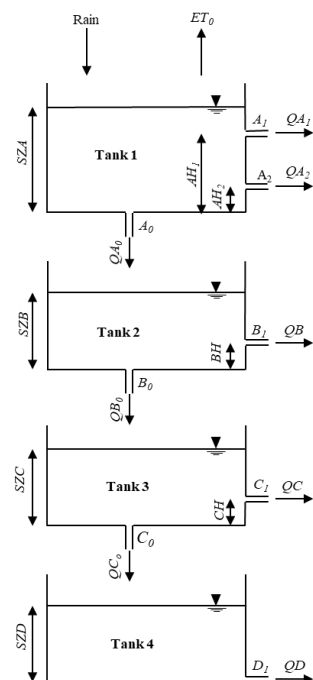 Rain
ET0
SZA
Tank 1
AH1
AH2
A1
QA1
A2
QA2
A0
QA0
SZB
Tank 2
BH
B1
QB
B0
QB0
SZC
Tank 3
CH
C1
QC
C0
QCo
SZD
Tank 4
D1
QD